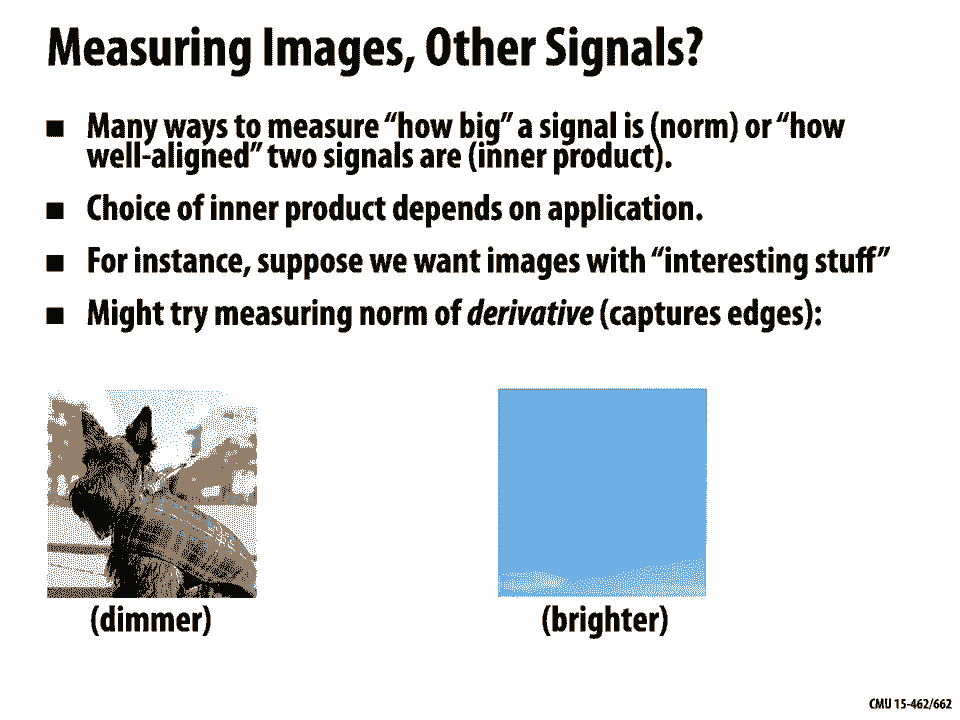 Measuring Images, Other Signals?
■ Many ways to measure “how big” a signal is (norm) or “how
well-aligned” two signals are (inner product).
■ Choice of inner product depends on application.
■ For instance, suppose we want images with “interesting stuff”
■ Might try measuring norm of derivative (captures edges):
(dimmer)
(brighter)
CMU 15-462/662